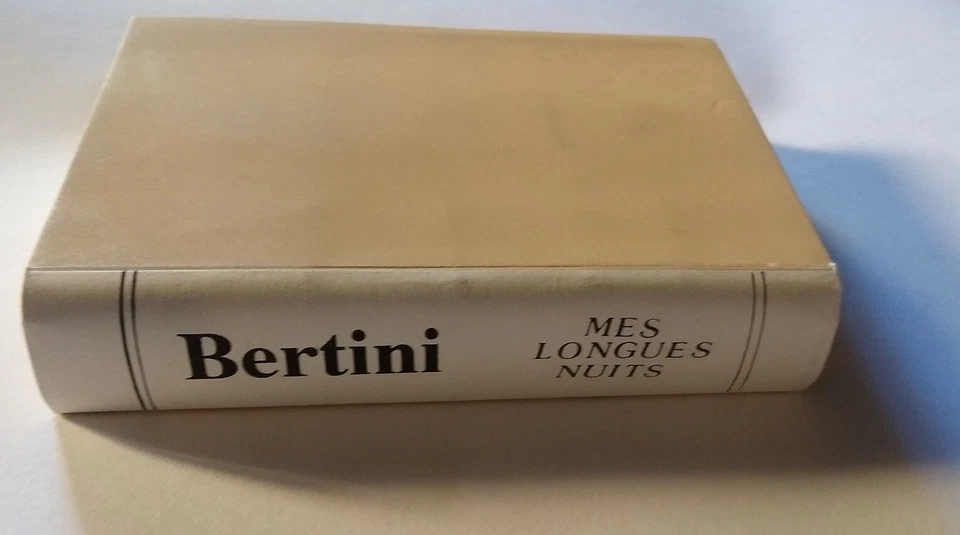 Bertini
MES
LONGUES
NUITS